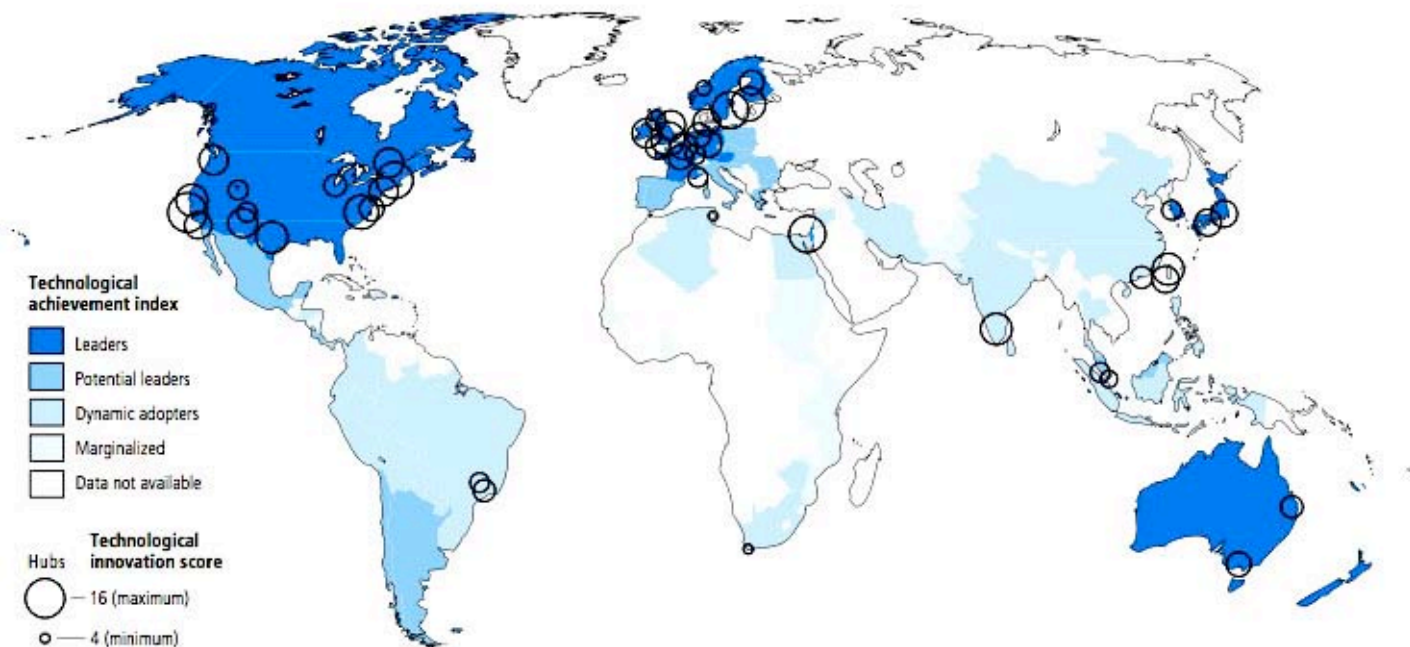 Technological
achievement index
Leaders
Potential leaders
Dynamic adopters
Marginalized
Data not available
Technological
Hubs innovation score
16 (maximum)
4 (minimum)